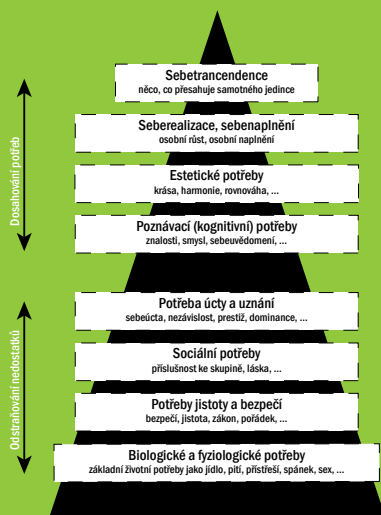 Sebetrancendence
něco, co přesahuje samotného jedince
Seberealizace, sebenaplnění
osobní růst, osobní naplnění
Estetické potřeby
krása, harmonie, rovnováha, ...
Poznávací (kognitivní) potřeby
znalosti, smysl, sebeuvědomení, ...
Dosahování potřeb
Potřeba úcty a uznání
sebeúcta, nezávislost, prestiž, dominance, ...
Sociální potřeby
příslušnost ke skupině, láska, ...
Potřeby jistoty a bezpečí
bezpečí, jistota, zákon, pořádek, ...
Biologické a fyziologické potřeby
základní životní potřeby jako jídlo, pití, přístřeší, spánek, sex, ...
Odstraňování nedostatků